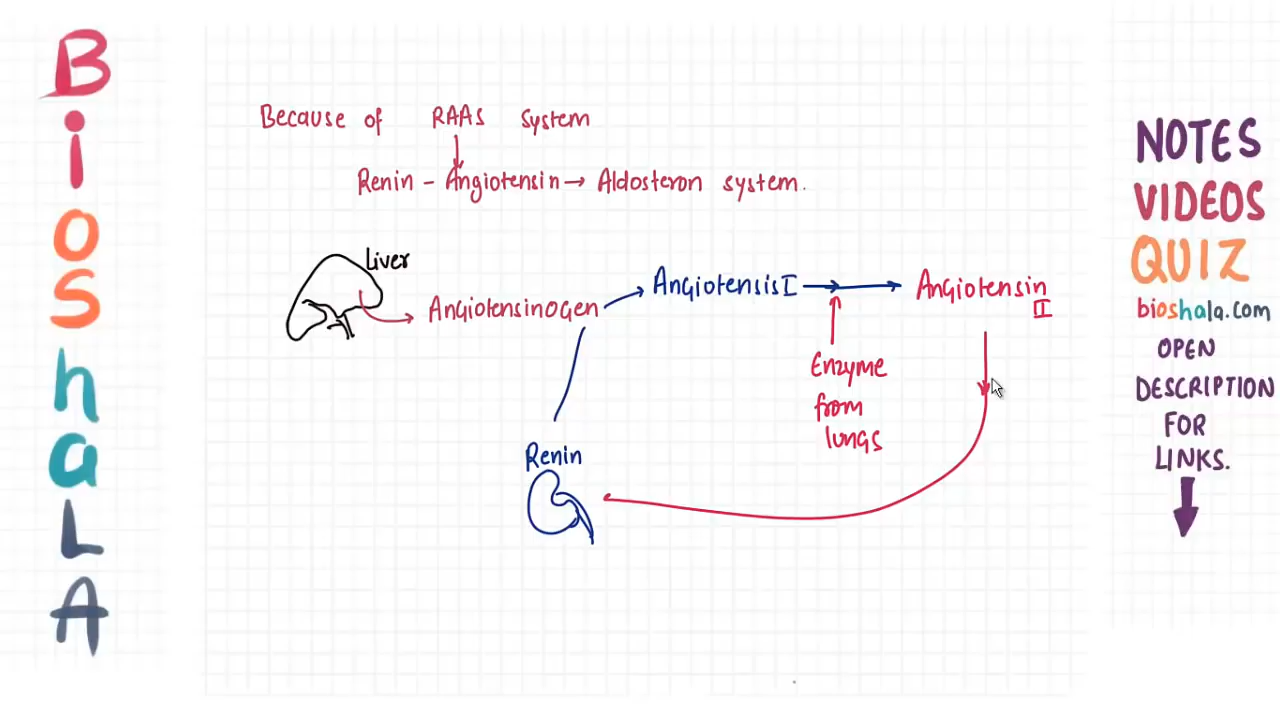 BioshaLA
Because of RAAs system
Renin - Angiotensin → Aldosteron system.
Liver
Angiotensinogen
AngiotensisI
Angiotensin
II
Enzyme
from
lungs
Renin
NOTES
VIDEOS
QUIZ
bioshala.com
OPEN
DESCRIPTION
FOR
LINKS.